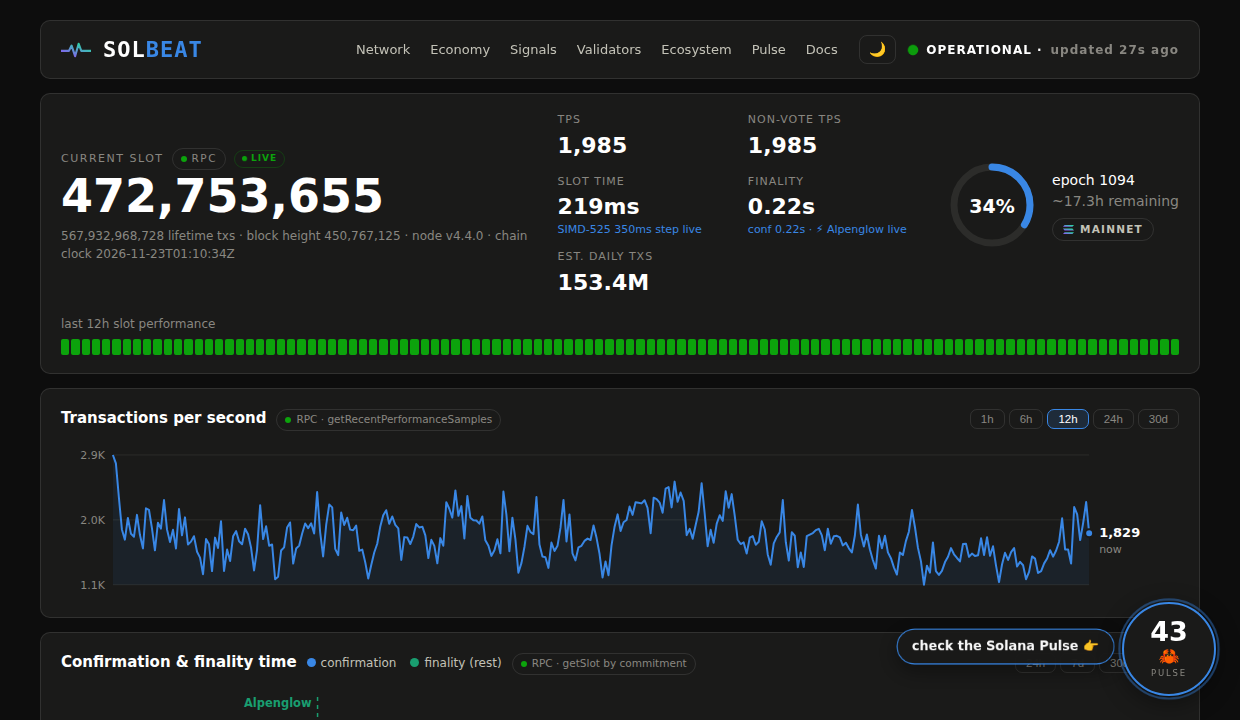 SOLBEAT
Network Economy Signals Validators Ecosystem Pulse Docs
OPERATIONAL · updated 27s ago
CURRENT SLOT RPC LIVE
472,753,655
567,932,968,728 lifetime txs · block height 450,767,125 · node v4.4.0 · chain
clock 2026-11-23T01:10:34Z
TPS
1,985
NON-VOTE TPS
1,985
SLOT TIME
219ms
SIMD-525 350ms step live
FINALITY
0.22s
conf 0.22s · ⚡ Alpenglow live
EST. DAILY TXS
153.4M
34%
epoch 1094
~17.3h remaining
MAINNET
last 12h slot performance
Transactions per second RPC · getRecentPerformanceSamples
1h 6h 12h 24h 30d
2.9K
2.0K
1.1K
1,829
now
Confirmation & finality time confirmation finality (rest) RPC · getSlot by commitment
24h 7d 30d
Alpenglow
check the Solana Pulse 👉
43
🦀
PULSE